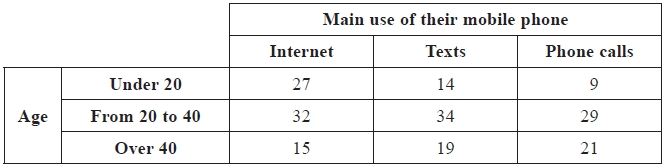 Main use of their mobile phone
Internet Texts Phone calls
Under 20 27 14 9
Age From 20 to 40 32 34 29
Over 40 15 19 21